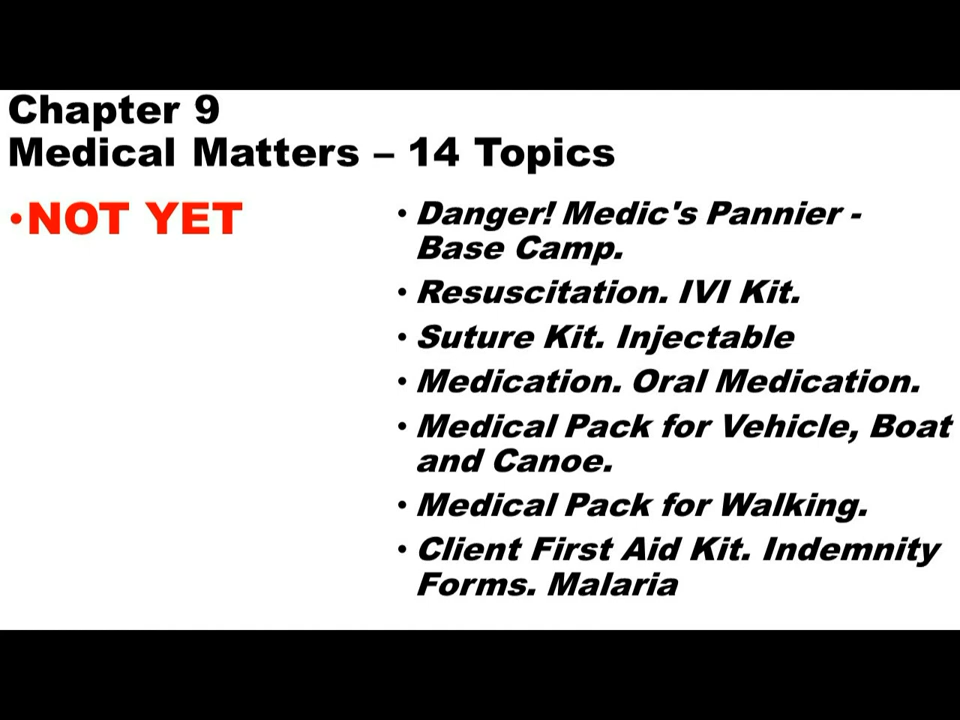 Chapter 9
Medical Matters – 14 Topics
•NOT YET
• Danger! Medic's Pannier -
Base Camp.
• Resuscitation. IVI Kit.
• Suture Kit. Injectable
• Medication. Oral Medication.
• Medical Pack for Vehicle, Boat
and Canoe.
• Medical Pack for Walking.
• Client First Aid Kit. Indemnity
Forms. Malaria